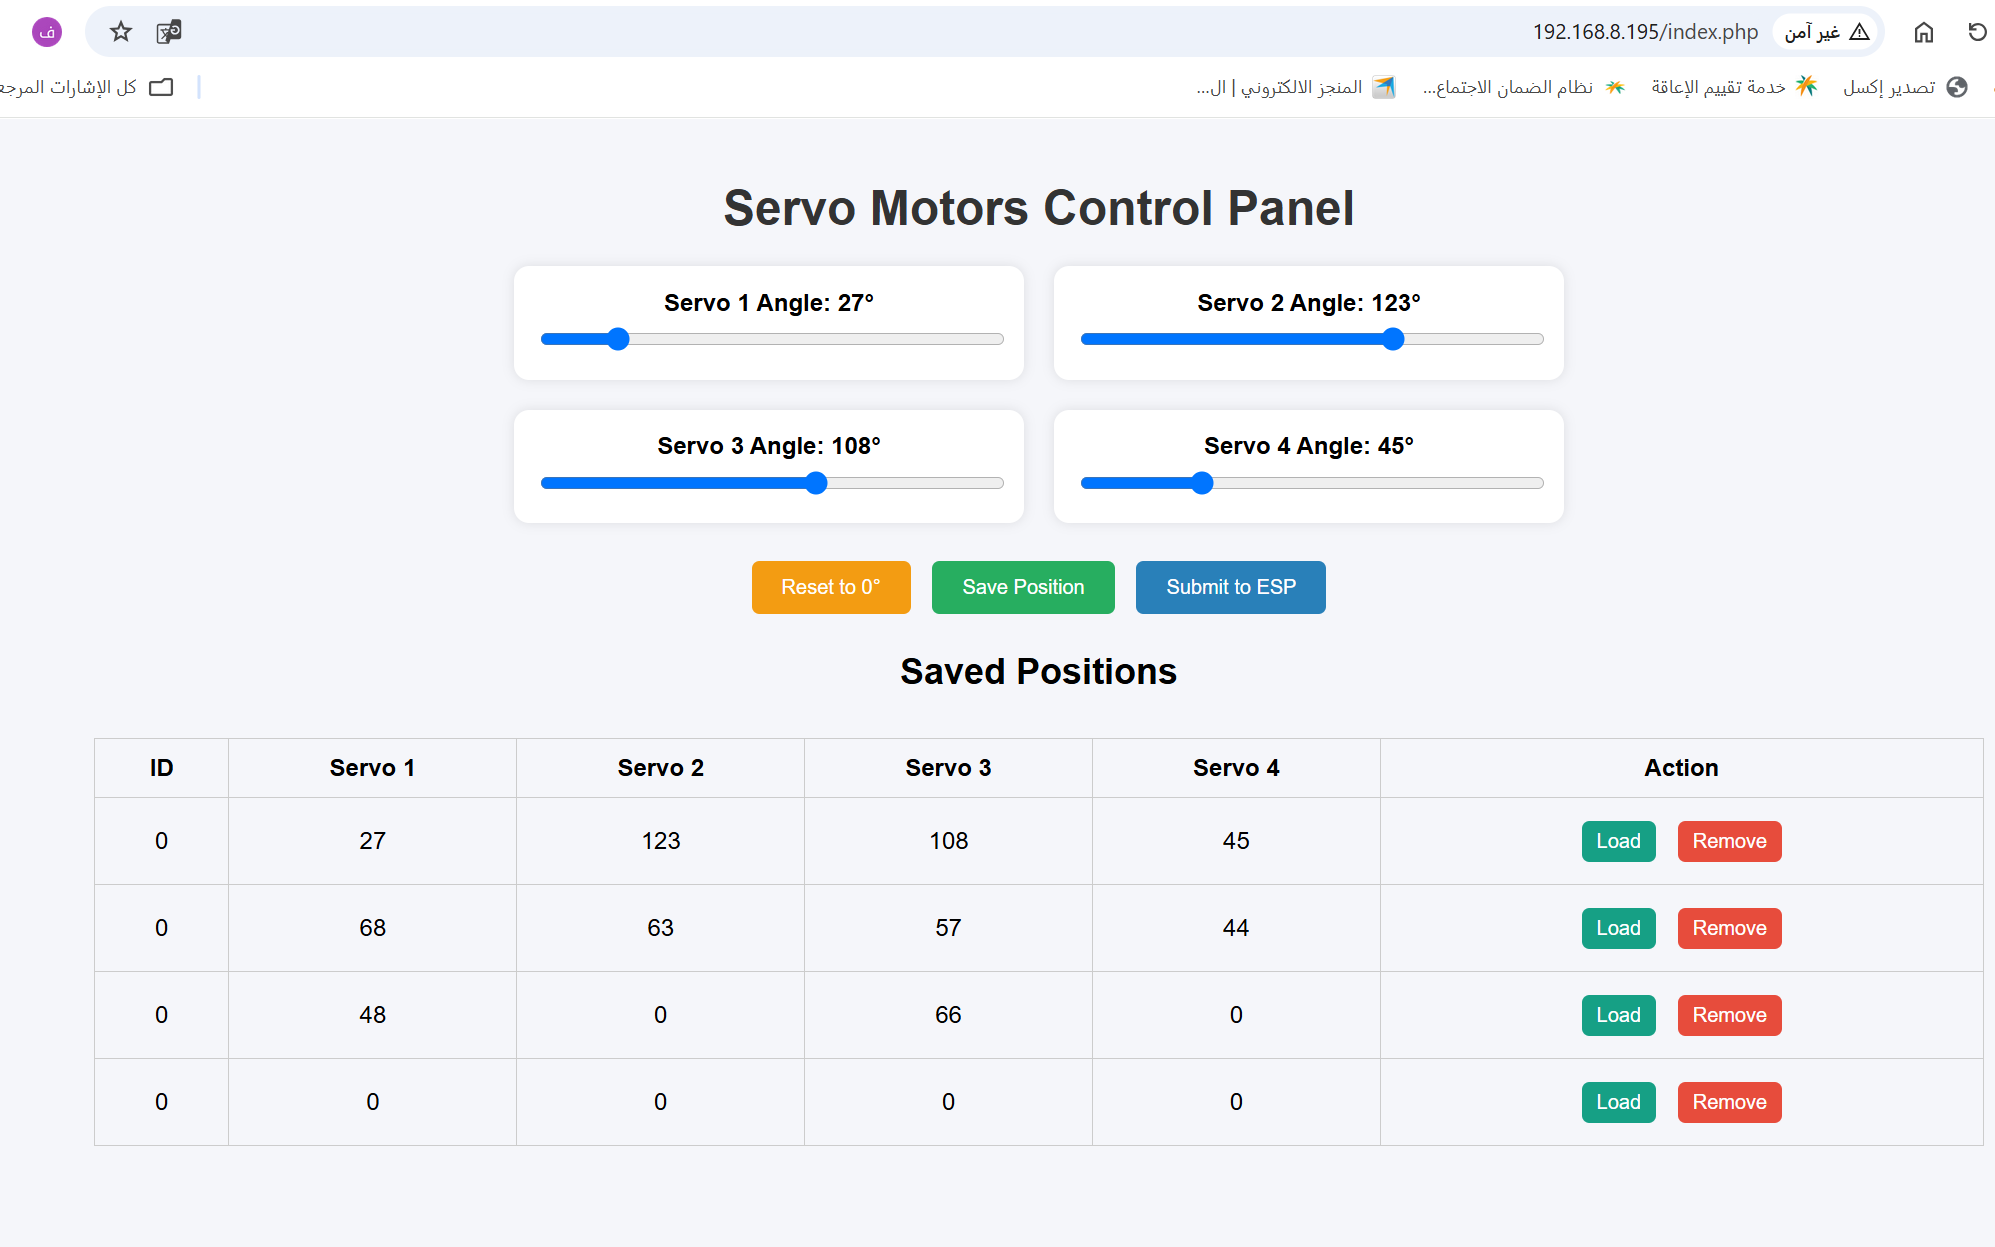 ف
192.168.8.195/index.php
غير آمن
تصدير إكسل
خدمة تقييم الإعاقة
نظام الضمان الاجتماع...
المنجز الالكتروني | ال...
كل الإشارات المرجع
Servo Motors Control Panel
Servo 1 Angle: 27°
Servo 2 Angle: 123°
Servo 3 Angle: 108°
Servo 4 Angle: 45°
Reset to 0°
Save Position
Submit to ESP
Saved Positions
ID Servo 1 Servo 2 Servo 3 Servo 4 Action
0 27 123 108 45 Load Remove
0 68 63 57 44 Load Remove
0 48 0 66 0 Load Remove
0 0 0 0 0 Load Remove